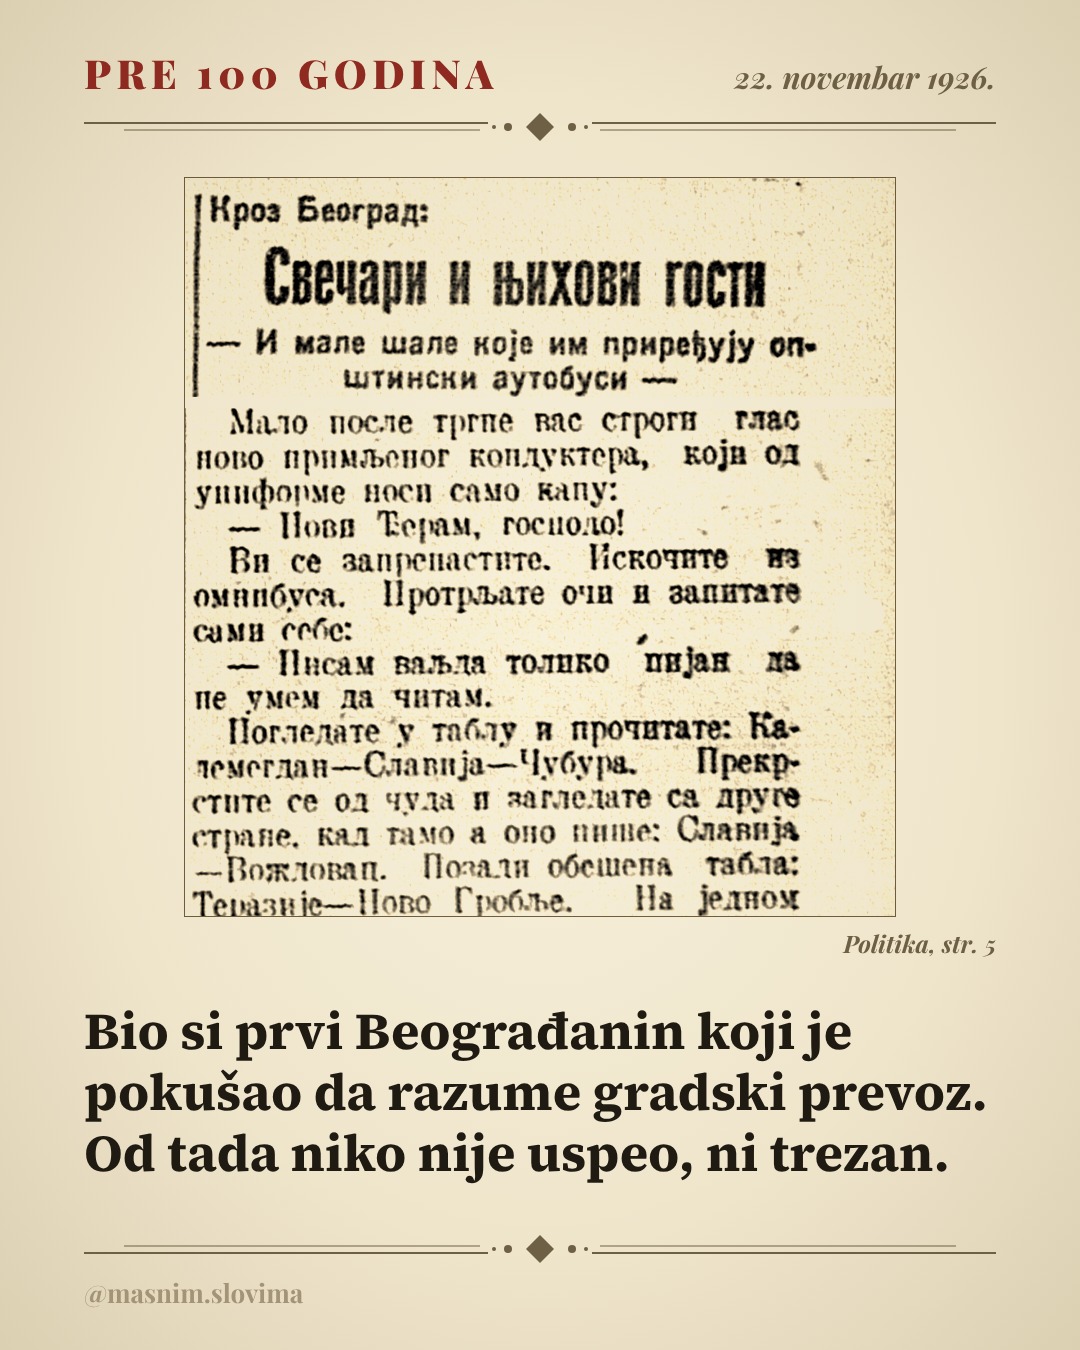 PRE 100 GODINA
22. novembar 1926.
Кроз Београд:
Свечари и њихови гости
— И мале шале које им приређују оп-
штински аутобуси —
Мало после тргне вас строги глас
ново примљеног кондуктера, који од
униформе носи само капу:
— Нови Ђерам, господо!
Ви се запрепастите. Искочите из
омнибуса. Протрљате очи и запитате
сами себе:
— Нисам ваљда толико пијан да
не умем да читам.
Погледате у таблу и прочитате: Ка-
лемегдан—Славија—Чубура. Прекр-
стите се од чуда и загледате са друге
стране, кад тамо а оно пише: Славија
—Вождовац. Позади обешена табла:
Теразије—Ново Гробље. На једном
Politika, str. 5
Bio si prvi Beograđanin koji je
pokušao da razume gradski prevoz.
Od tada niko nije uspeo, ni trezan.
@masnim.slovima